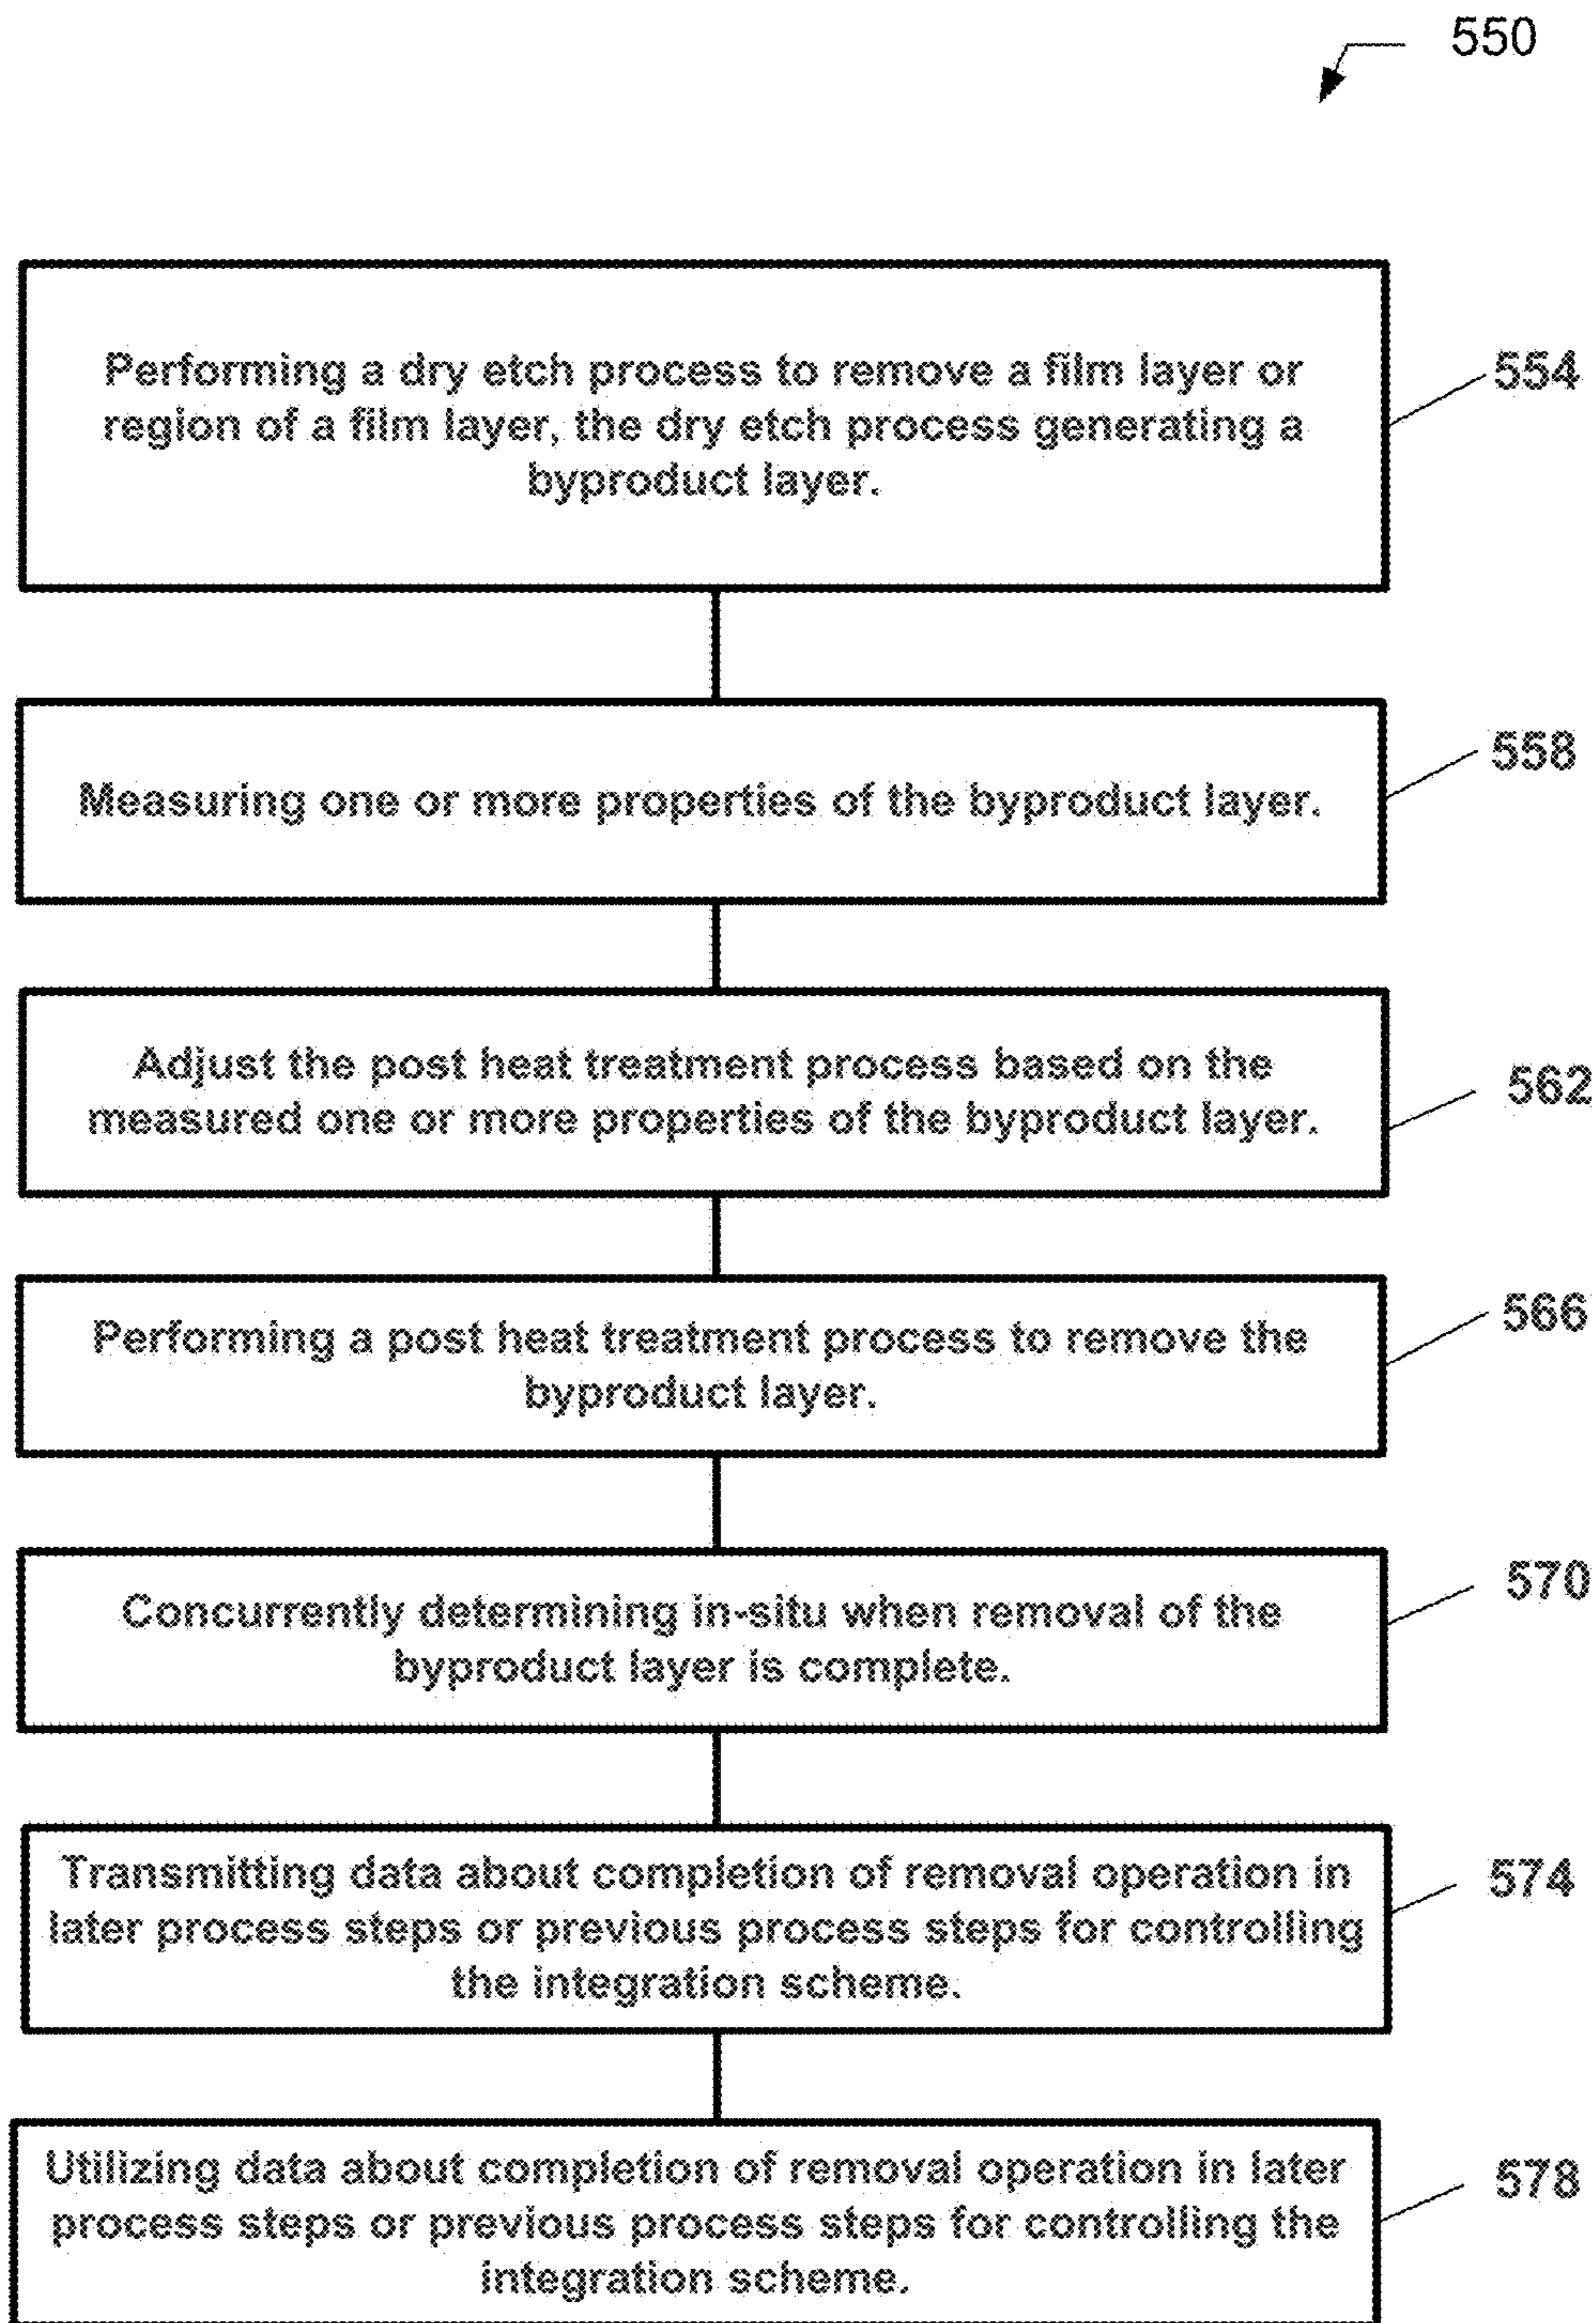 550
Performing a dry etch process to remove a film layer or
region of a film layer, the dry etch process generating a
byproduct layer.
554
Measuring one or more properties of the byproduct layer.
558
Adjust the post heat treatment process based on the
measured one or more properties of the byproduct layer.
562
Performing a post heat treatment process to remove the
byproduct layer.
566
Concurrently determining in-situ when removal of the
byproduct layer is complete.
570
Transmitting data about completion of removal operation in
later process steps or previous process steps for controlling
the integration scheme.
574
Utilizing data about completion of removal operation in later
process steps or previous process steps for controlling the
integration scheme.
578